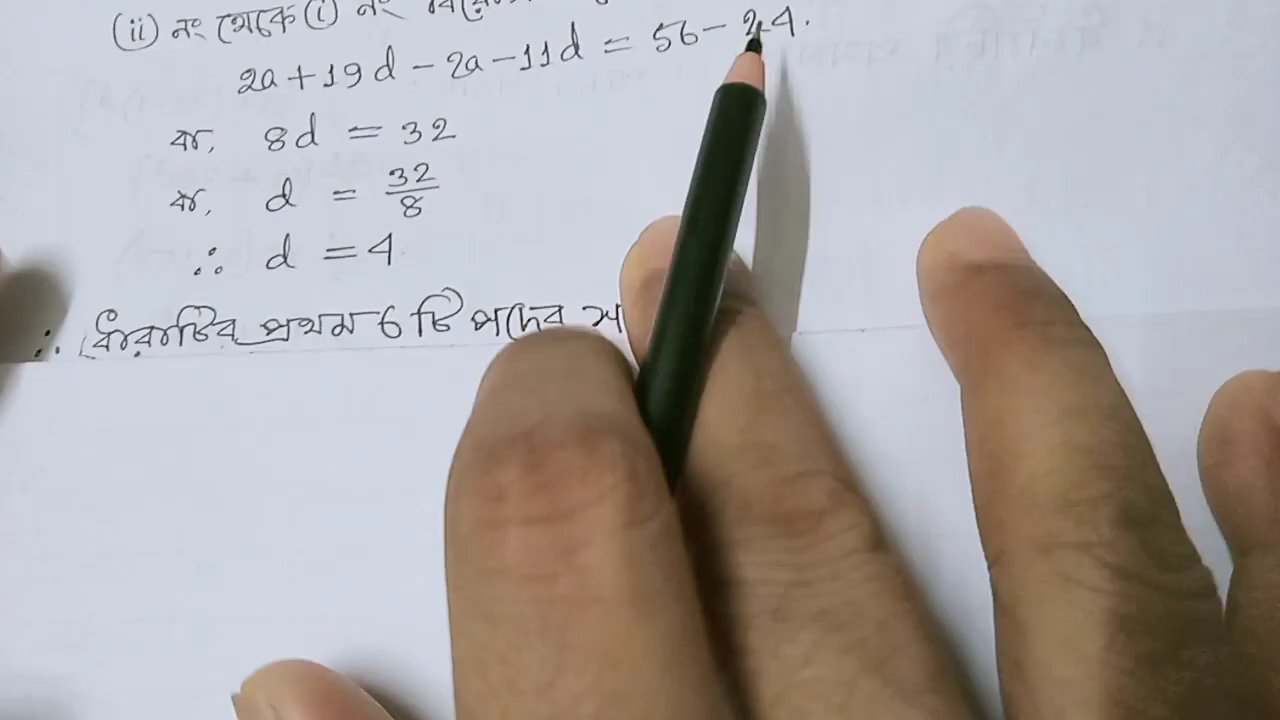 (ii) নং থেকে (i) নং
2a + 19d - 2a - 11d = 56 - 24.
বা, 8d = 32
বা, d = 32/8
∴ d = 4
∴ ধারাটির প্রথম 6 টি পদের